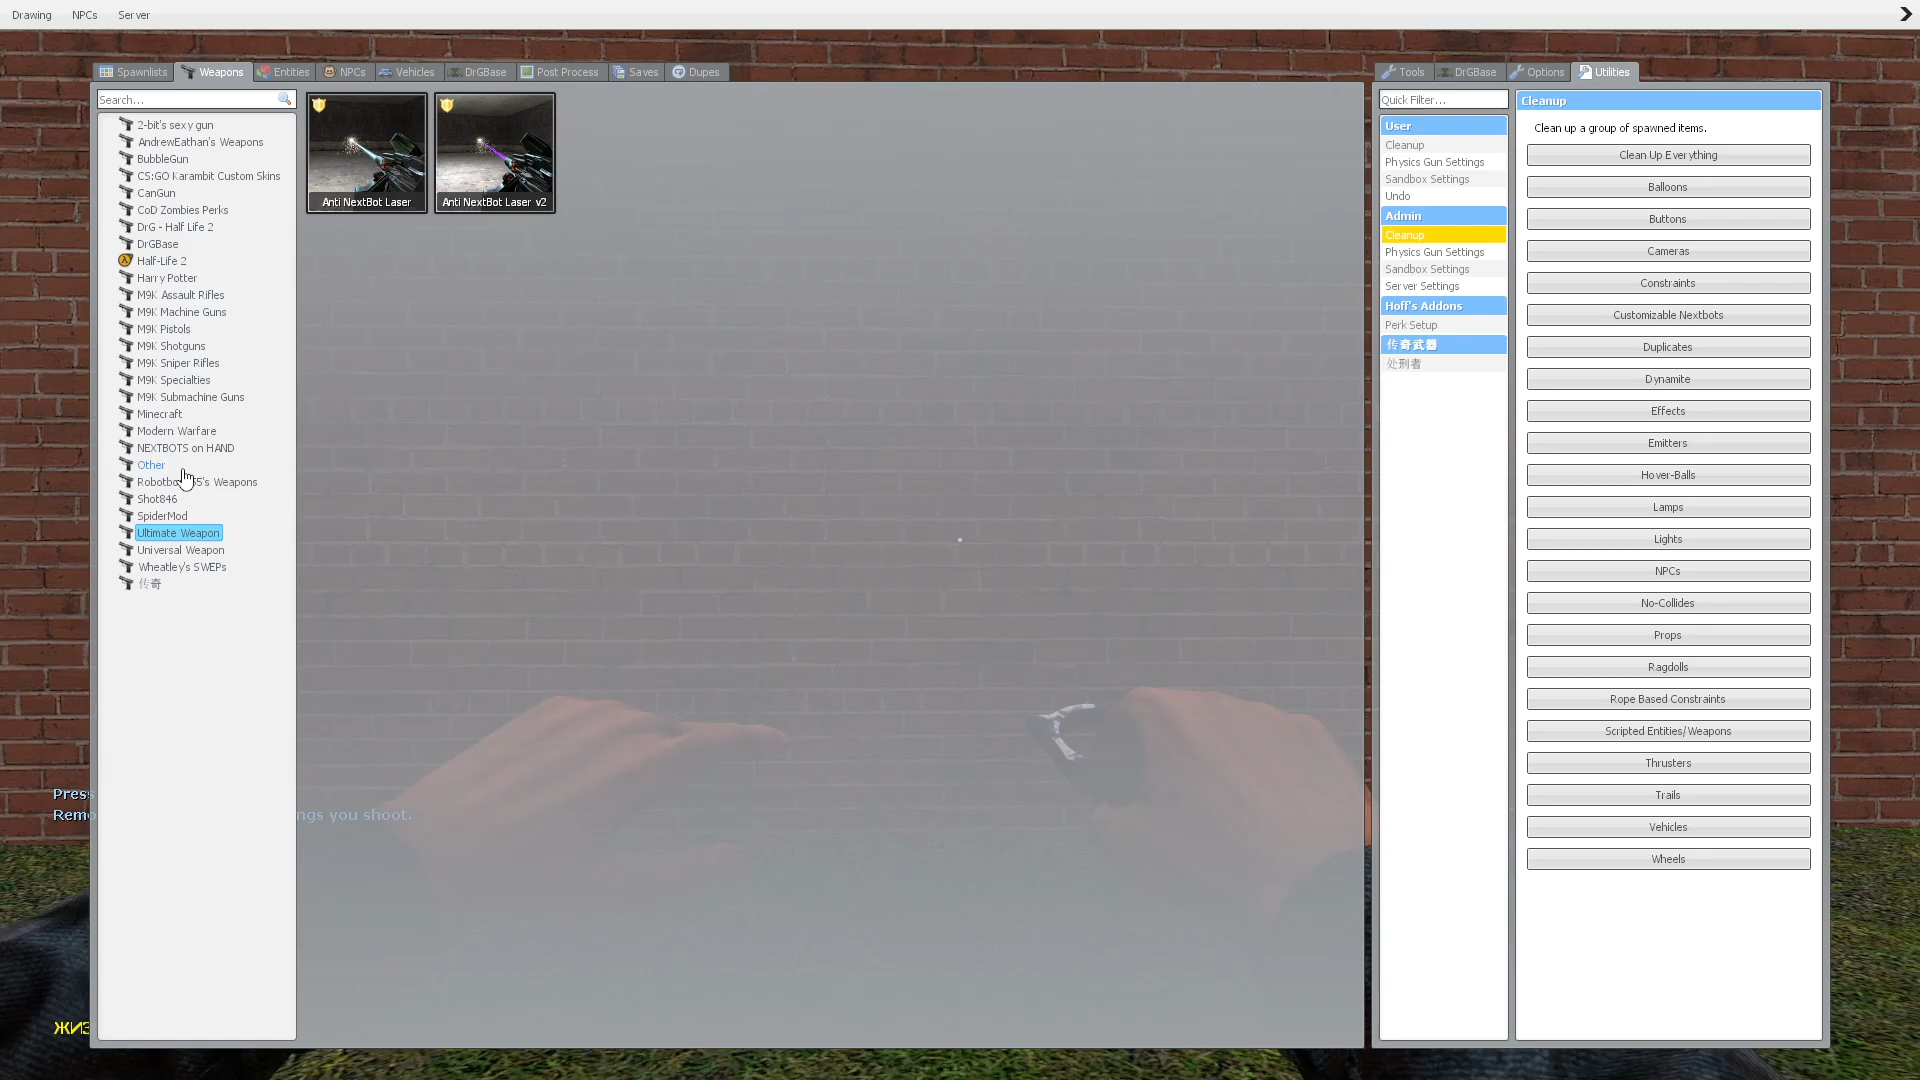 Drawing NPCs Server
Spawnlists Weapons Entities NPCs Vehicles DrGBase Post Process Saves Dupes
Search...
2-bit's sexy gun
AndrewEathan's Weapons
BubbleGun
CS:GO Karambit Custom Skins
CanGun
CoD Zombies Perks
DrG - Half Life 2
DrGBase
Half-Life 2
Harry Potter
M9K Assault Rifles
M9K Machine Guns
M9K Pistols
M9K Shotguns
M9K Sniper Rifles
M9K Specialties
M9K Submachine Guns
Minecraft
Modern Warfare
NEXTBOTS on HAND
Other
5's Weapons
Shot846
SpiderMod
Ultimate Weapon
Universal Weapon
Wheatley's SWEPs
传奇
Anti NextBot Laser
Anti NextBot Laser v2
Press
you shoot.
Tools DrGBase Options Utilities
Quick Filter...
User
Cleanup
Physics Gun Settings
Sandbox Settings
Undo
Admin
Cleanup
Physics Gun Settings
Sandbox Settings
Server Settings
Hoff's Addons
Perk Setup
传奇武器
处刑者
Cleanup
Clean up a group of spawned items.
Clean Up Everything
Balloons
Buttons
Cameras
Constraints
Customizable Nextbots
Duplicates
Dynamite
Effects
Emitters
Hover-Balls
Lamps
Lights
NPCs
No-Collides
Props
Ragdolls
Rope Based Constraints
Scripted Entities/Weapons
Thrusters
Trails
Vehicles
Wheels